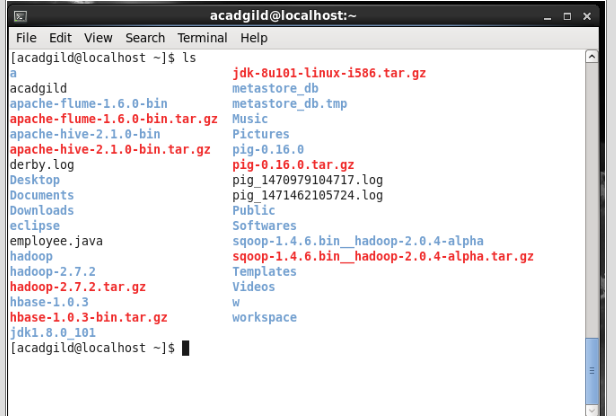 acadgild@localhost:~
File Edit View Search Terminal Help
[acadgild@localhost ~]$ ls
a jdk-8u101-linux-i586.tar.gz
acadgild metastore_db
apache-flume-1.6.0-bin metastore_db.tmp
apache-flume-1.6.0-bin.tar.gz Music
apache-hive-2.1.0-bin Pictures
apache-hive-2.1.0-bin.tar.gz pig-0.16.0
derby.log pig-0.16.0.tar.gz
Desktop pig_1470979104717.log
Documents pig_1471462105724.log
Downloads Public
eclipse Softwares
employee.java sqoop-1.4.6.bin__hadoop-2.0.4-alpha
hadoop sqoop-1.4.6.bin__hadoop-2.0.4-alpha.tar.gz
hadoop-2.7.2 Templates
hadoop-2.7.2.tar.gz Videos
hbase-1.0.3 w
hbase-1.0.3-bin.tar.gz workspace
jdk1.8.0_101
[acadgild@localhost ~]$